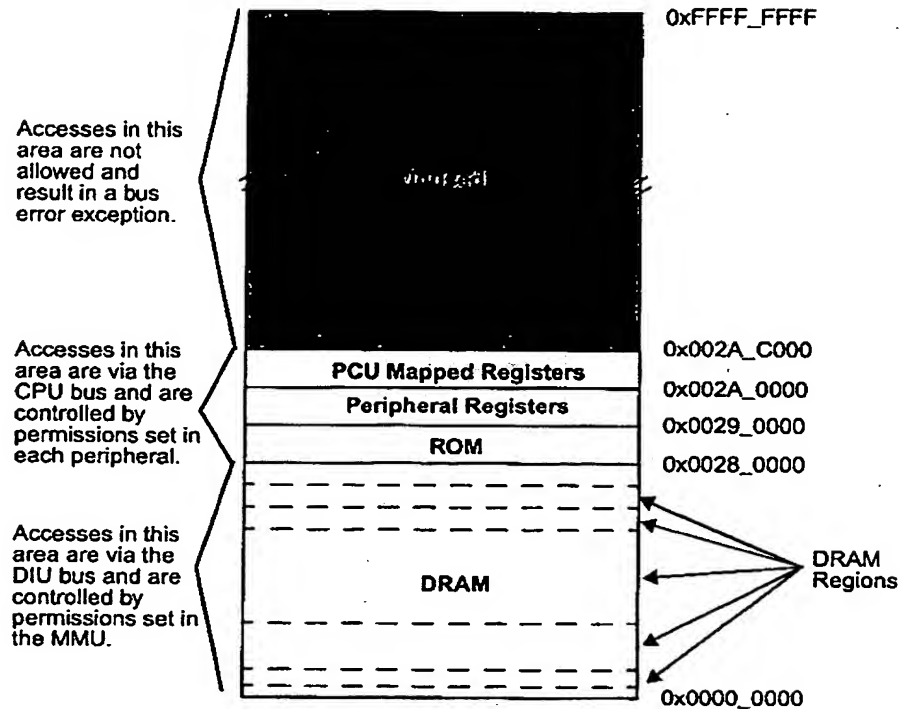 0xFFFF_FFFF
Accesses in this
area are not
allowed and
result in a bus
error exception.
0x002A_C000
Accesses in this
area are via the
CPU bus and are
controlled by
permissions set in
each peripheral.
PCU Mapped Registers
0x002A_0000
Peripheral Registers
0x0029_0000
ROM
0x0028_0000
Accesses in this
area are via the
DIU bus and are
controlled by
permissions set in
the MMU.
DRAM
DRAM
Regions
0x0000_0000